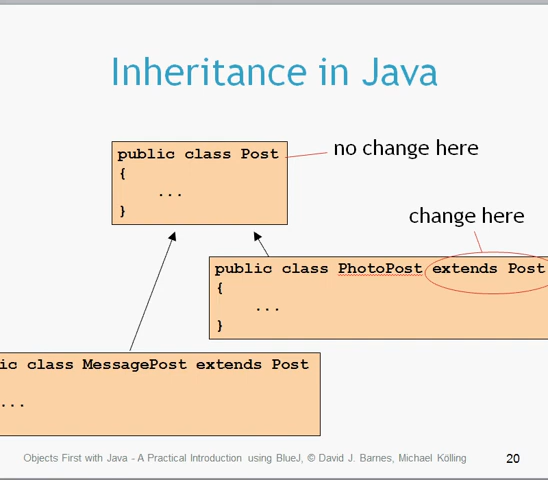 Inheritance in Java
public class Post
{
...
}
no change here
change here
public class PhotoPost extends Post
{
...
}
ic class MessagePost extends Post
...
Objects First with Java - A Practical Introduction using BlueJ, © David J. Barnes, Michael Kölling
20